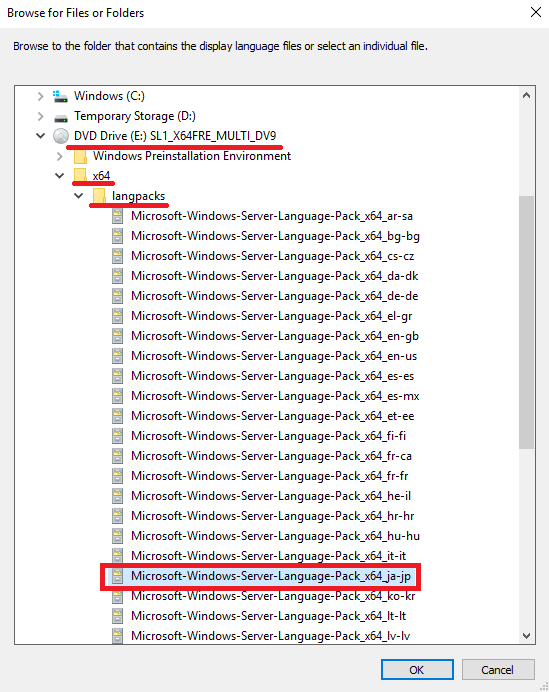 Browse for Files or Folders
Browse to the folder that contains the display language files or select an individual file.
Windows (C:)
Temporary Storage (D:)
DVD Drive (E:) SL1_X64FRE_MULTI_DV9
Windows Preinstallation Environment
x64
langpacks
Microsoft-Windows-Server-Language-Pack_x64_ar-sa
Microsoft-Windows-Server-Language-Pack_x64_bg-bg
Microsoft-Windows-Server-Language-Pack_x64_cs-cz
Microsoft-Windows-Server-Language-Pack_x64_da-dk
Microsoft-Windows-Server-Language-Pack_x64_de-de
Microsoft-Windows-Server-Language-Pack_x64_el-gr
Microsoft-Windows-Server-Language-Pack_x64_en-gb
Microsoft-Windows-Server-Language-Pack_x64_en-us
Microsoft-Windows-Server-Language-Pack_x64_es-es
Microsoft-Windows-Server-Language-Pack_x64_es-mx
Microsoft-Windows-Server-Language-Pack_x64_et-ee
Microsoft-Windows-Server-Language-Pack_x64_fi-fi
Microsoft-Windows-Server-Language-Pack_x64_fr-ca
Microsoft-Windows-Server-Language-Pack_x64_fr-fr
Microsoft-Windows-Server-Language-Pack_x64_he-il
Microsoft-Windows-Server-Language-Pack_x64_hr-hr
Microsoft-Windows-Server-Language-Pack_x64_hu-hu
Microsoft-Windows-Server-Language-Pack_x64_it-it
Microsoft-Windows-Server-Language-Pack_x64_ja-jp
Microsoft-Windows-Server-Language-Pack_x64_ko-kr
Microsoft-Windows-Server-Language-Pack_x64_lt-lt
Microsoft-Windows-Server-Language-Pack_x64_lv-lv
OK
Cancel